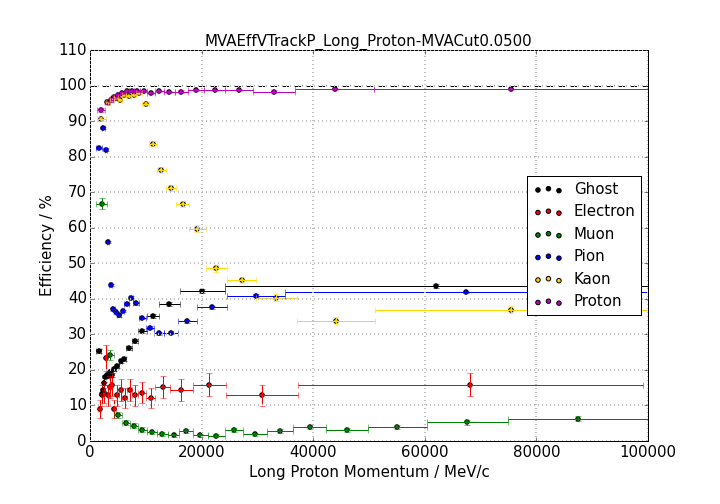 MVAEffVTrackP_Long_Proton-MVACut0.0500
110
100
90
80
70
60
50
40
30
20
10
0
Efficiency / %
Ghost
Electron
Muon
Pion
Kaon
Proton
0 20000 40000 60000 80000 100000
Long Proton Momentum / MeV/c